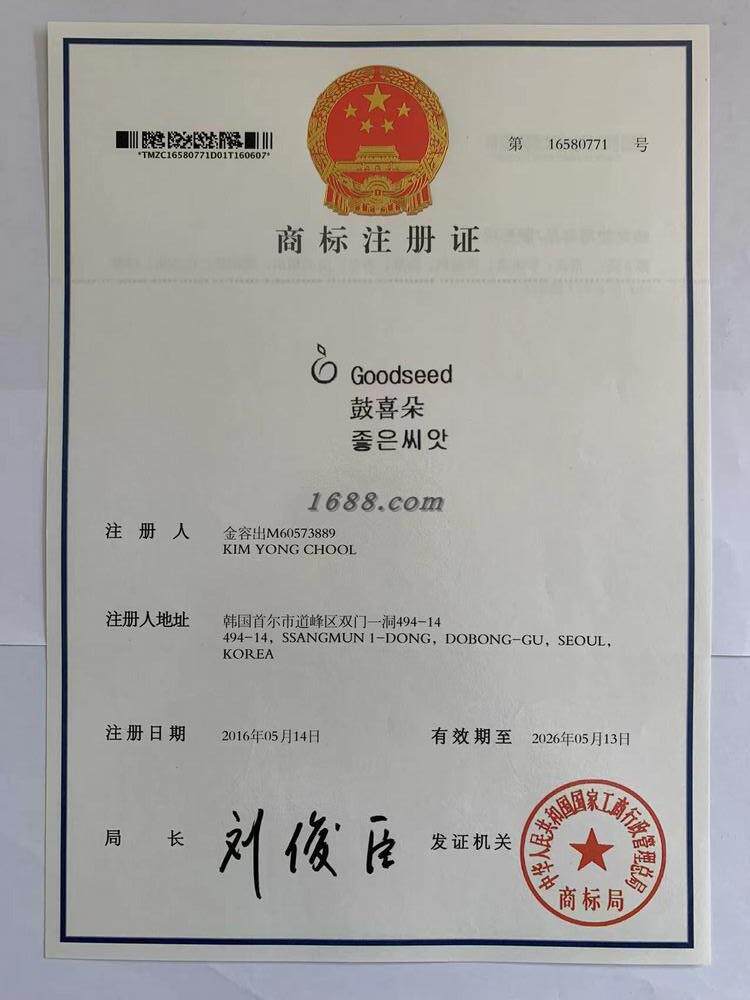 *TMZC16580771D01T160607*
第 16580771 号
商标注册证
Goodseed
鼓喜朵
좋은씨앗
1688.com
注 册 人 金容出M60573889
KIM YONG CHOOL
注册人地址 韩国首尔市道峰区双门一洞494-14
494-14, SSANGMUN 1-DONG, DOBONG-GU, SEOUL,
KOREA
注册日期 2016年05月14日 有效期至 2026年05月13日
局 长 刘俊臣 发证机关
中华人民共和国国家工商行政管理总局
商标局